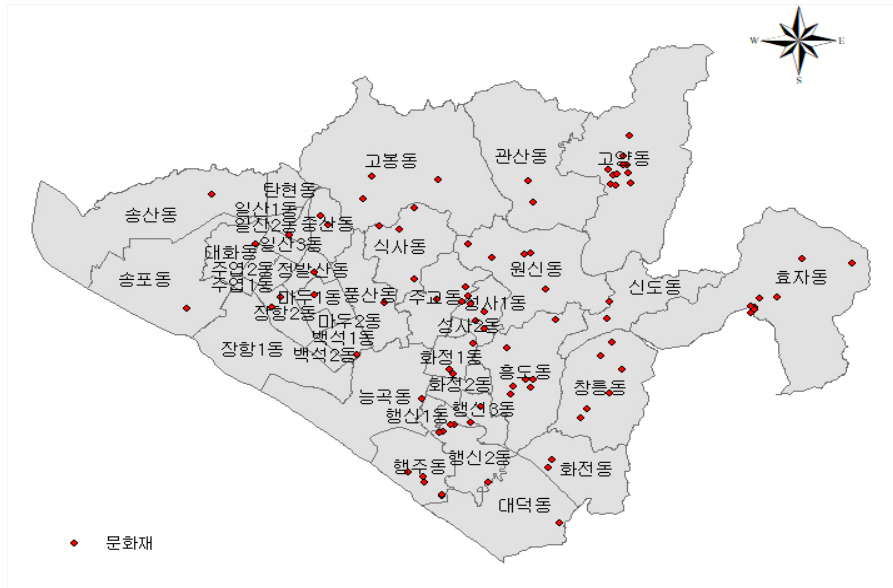 N
W
E
S
고봉동
관산동
고양동
송산동
탄현동
일산1동
일산2동
중산동
일산3동
대화동
식사동
원신동
신도동
효자동
송포동
주엽2동
정발산동
주엽1동
마두1동
풍산동
주교동
성사1동
장항2동
마두2동
성사2동
백석1동
장항1동
백석2동
화정1동
흥도동
창릉동
화정2동
능곡동
행신1동
행신3동
행주동
행신2동
화전동
대덕동
문화재